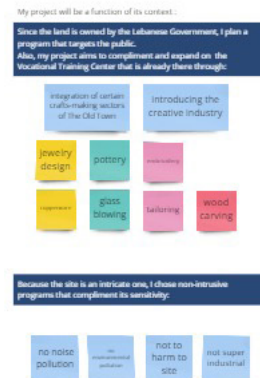 My project will be a function of its context :
Since the land is owned by the Lebanese Government, I plan a
program that targets the public.
Also, my project aims to compliment and expand on the
Vocational Training Center that is already there through:
integration of certain
crafts-making sectors
of The Old Town
introducing the
creative industry
jewelry
design
pottery
glass
blowing
tailoring
wood
carving
Because the site is an intricate one, I chose non-intrusive
programs that compliment its sensitivity:
no noise
pollution
no
environmental
pollution
not to
harm to
site
not super
industrial